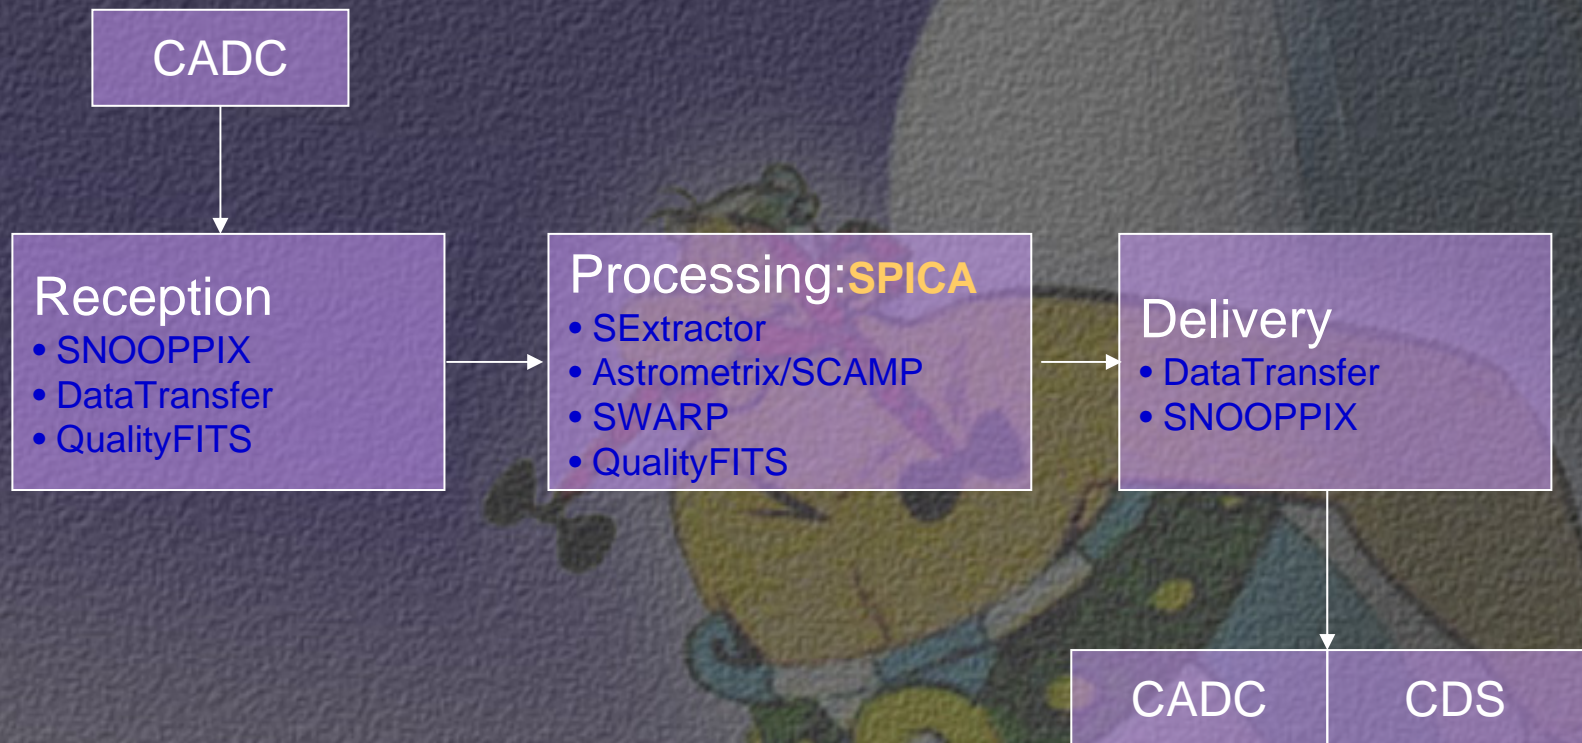 CADC
Reception
• SNOOPPIX
• DataTransfer
• QualityFITS
Processing:SPICA
• SExtractor
• Astrometrix/SCAMP
• SWARP
• QualityFITS
Delivery
• DataTransfer
• SNOOPPIX
CADC
CDS